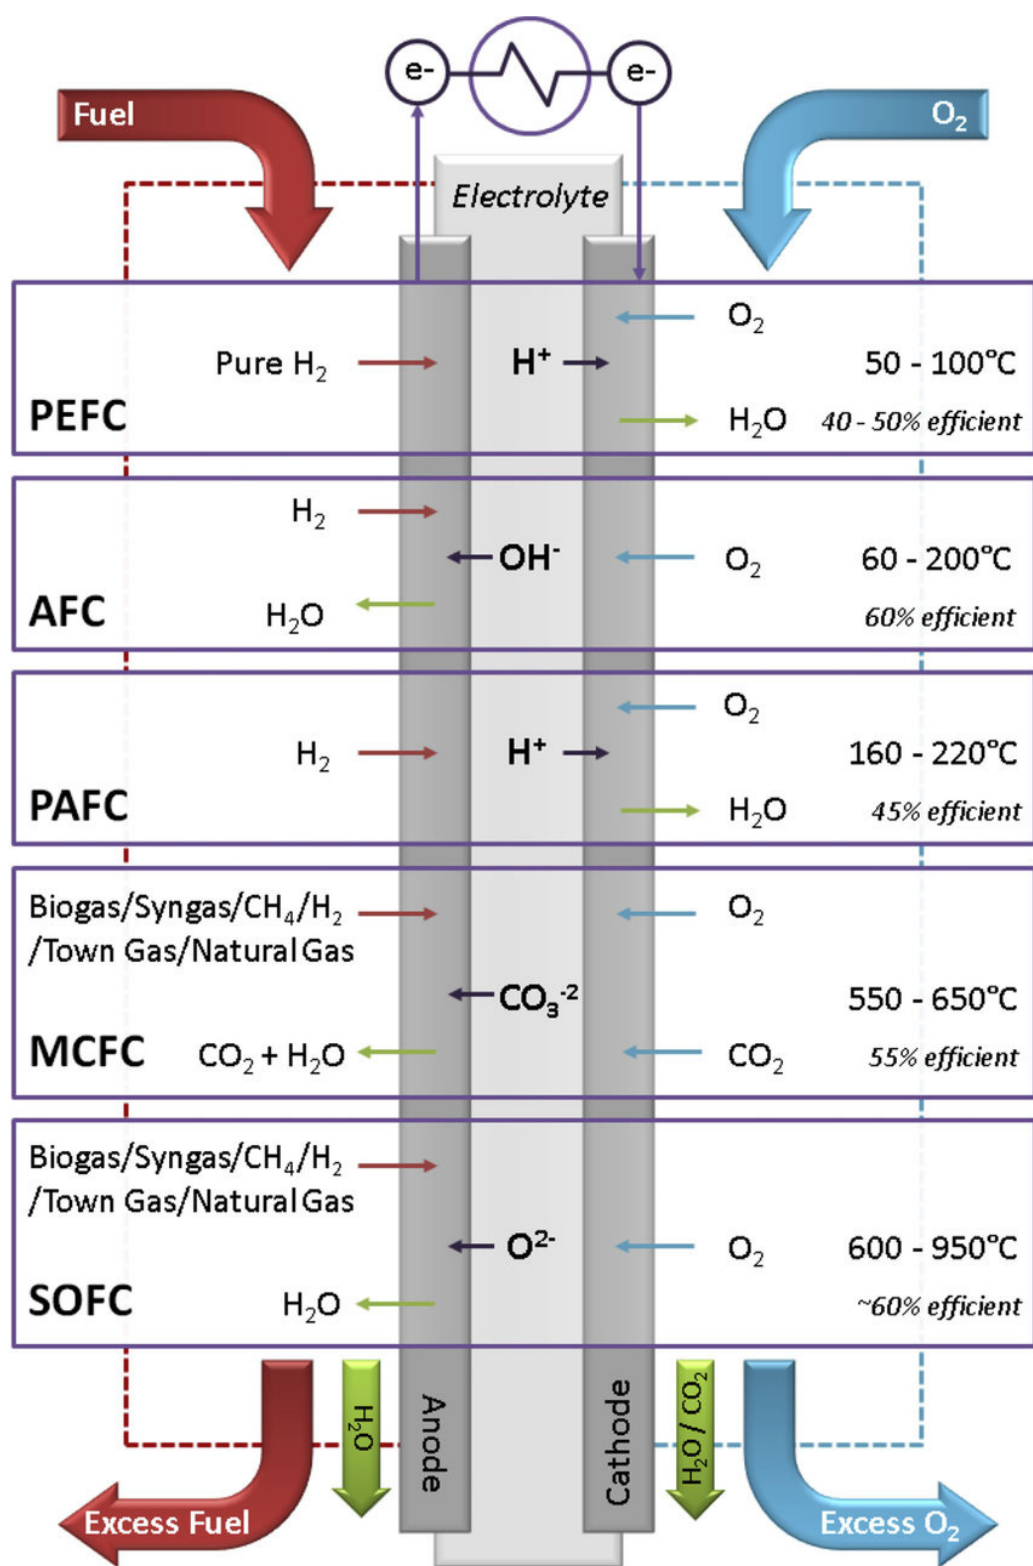 e- e-
Fuel
O₂
Electrolyte
O₂
Pure H₂ H⁺ 50 - 100°C
PEFC H₂O 40 - 50% efficient
H₂
OH⁻ O₂ 60 - 200°C
AFC H₂O 60% efficient
O₂
H₂ H⁺ 160 - 220°C
PAFC H₂O 45% efficient
Biogas/Syngas/CH₄/H₂ O₂
/Town Gas/Natural Gas
CO₃⁻² 550 - 650°C
MCFC CO₂ + H₂O CO₂ 55% efficient
Biogas/Syngas/CH₄/H₂
/Town Gas/Natural Gas
O²⁻ O₂ 600 - 950°C
SOFC H₂O ~60% efficient
H₂O
Anode
Cathode
H₂O / CO₂
Excess Fuel
Excess O₂